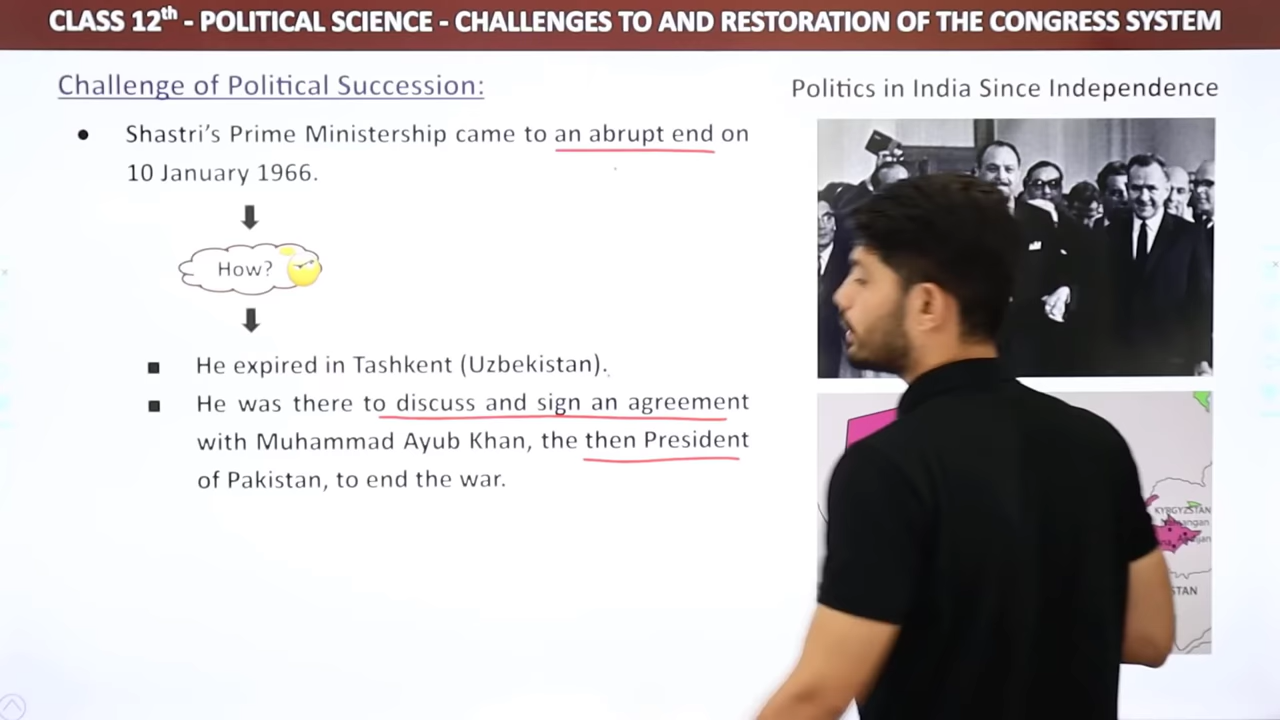 CLASS 12th - POLITICAL SCIENCE - CHALLENGES TO AND RESTORATION OF THE CONGRESS SYSTEM
Challenge of Political Succession:
Politics in India Since Independence
● Shastri's Prime Ministership came to an abrupt end on
10 January 1966.
How?
■ He expired in Tashkent (Uzbekistan).
■ He was there to discuss and sign an agreement
with Muhammad Ayub Khan, the then President
of Pakistan, to end the war.
KYRGYZSTAN